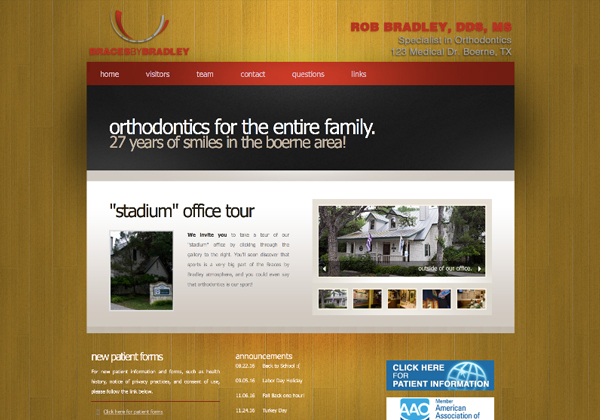 BRACESBYBRADLEY
ROB BRADLEY, DDS, MS
Specialist in Orthodontics
123 Medical Dr. Boerne, TX
home visitors team contact questions links
orthodontics for the entire family.
27 years of smiles in the boerne area!
"stadium" office tour
We invite you to take a tour of our
"stadium" office by clicking through the
gallery to the right. You'll soon discover that
sports is a very big part of the Braces by
Bradley atmosphere, and you could even say
that orthodontics is our sport!
outside of our office.
new patient forms
For new patient information and forms, such as health
history, notice of privacy practices, and consent of use,
please follow the link below.
Click here for patient forms
announcements
08.22.16 Back to School :(
09.05.16 Labor Day Holiday
11.06.16 Fall Back one hour!
11.24.16 Turkey Day
CLICK HERE
FOR
PATIENT INFORMATION
AAO
Member
American
Association of